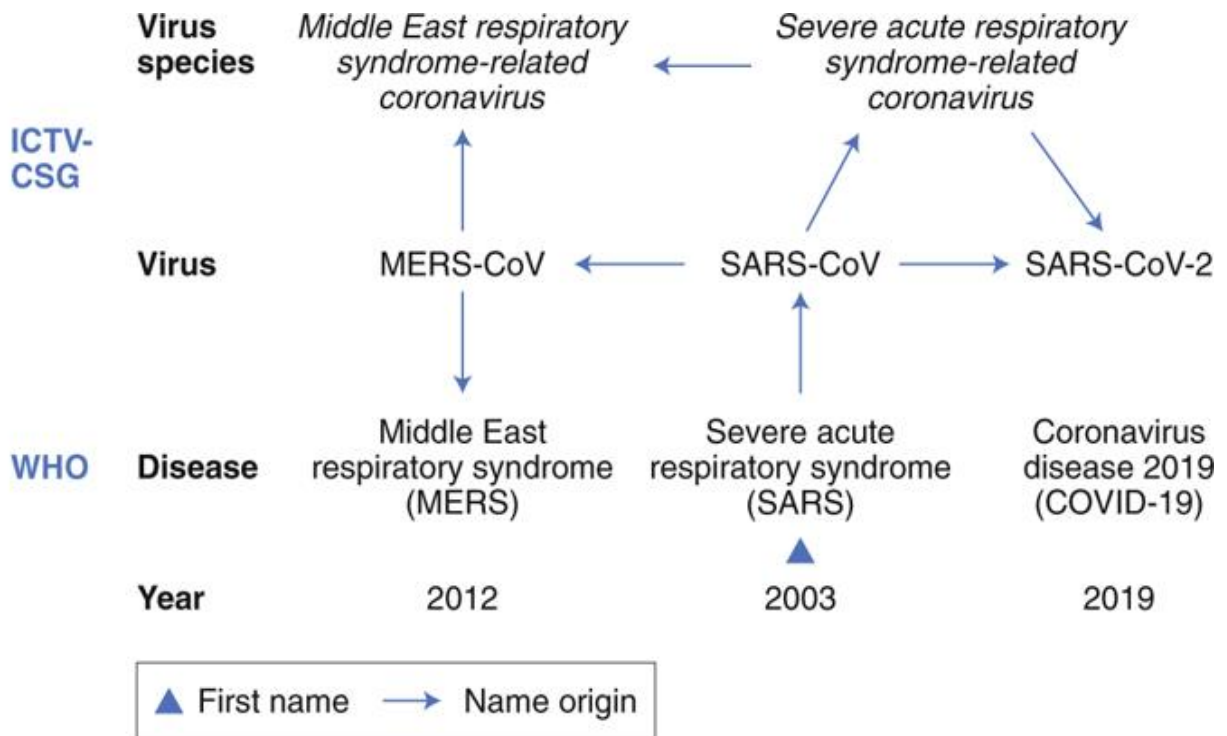 Virus species
Middle East respiratory syndrome-related coronavirus
Severe acute respiratory syndrome-related coronavirus
ICTV-CSG
Virus
MERS-CoV
SARS-CoV
SARS-CoV-2
WHO
Disease
Middle East
respiratory syndrome
(MERS)
Severe acute
respiratory syndrome
(SARS)
Coronavirus
disease 2019
(COVID-19)
Year
2012
2003
2019
First name
Name origin